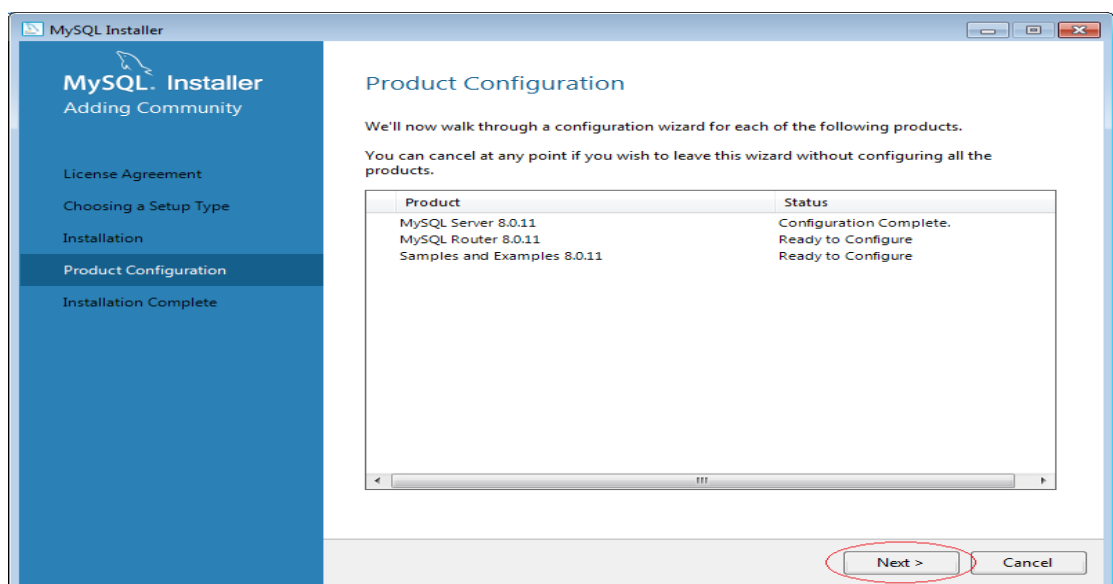 MySQL Installer
MySQL. Installer
Adding Community
License Agreement
Choosing a Setup Type
Installation
Product Configuration
Installation Complete
Product Configuration
We'll now walk through a configuration wizard for each of the following products.
You can cancel at any point if you wish to leave this wizard without configuring all the
products.
Product Status
MySQL Server 8.0.11 Configuration Complete.
MySQL Router 8.0.11 Ready to Configure
Samples and Examples 8.0.11 Ready to Configure
Next > Cancel